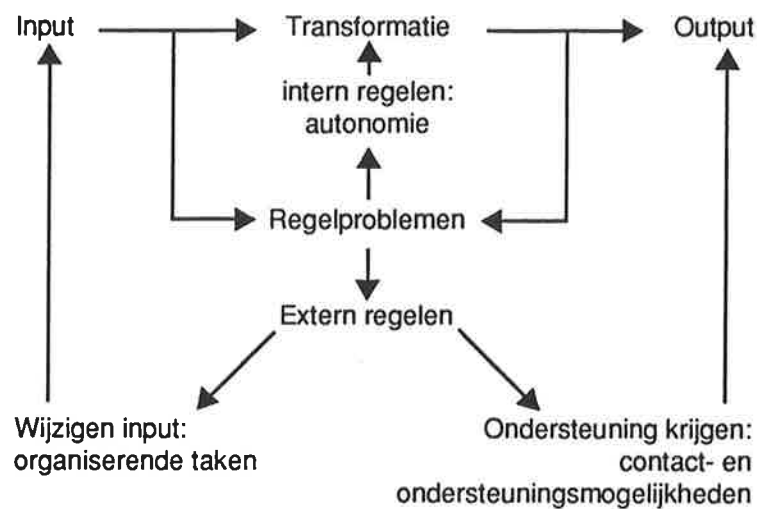 Input
Transformatie
Output
intern regelen:
autonomie
Regelproblemen
Extern regelen
Wijzigen input:
organiserende taken
Ondersteuning krijgen:
contact- en
ondersteuningsmogelijkheden